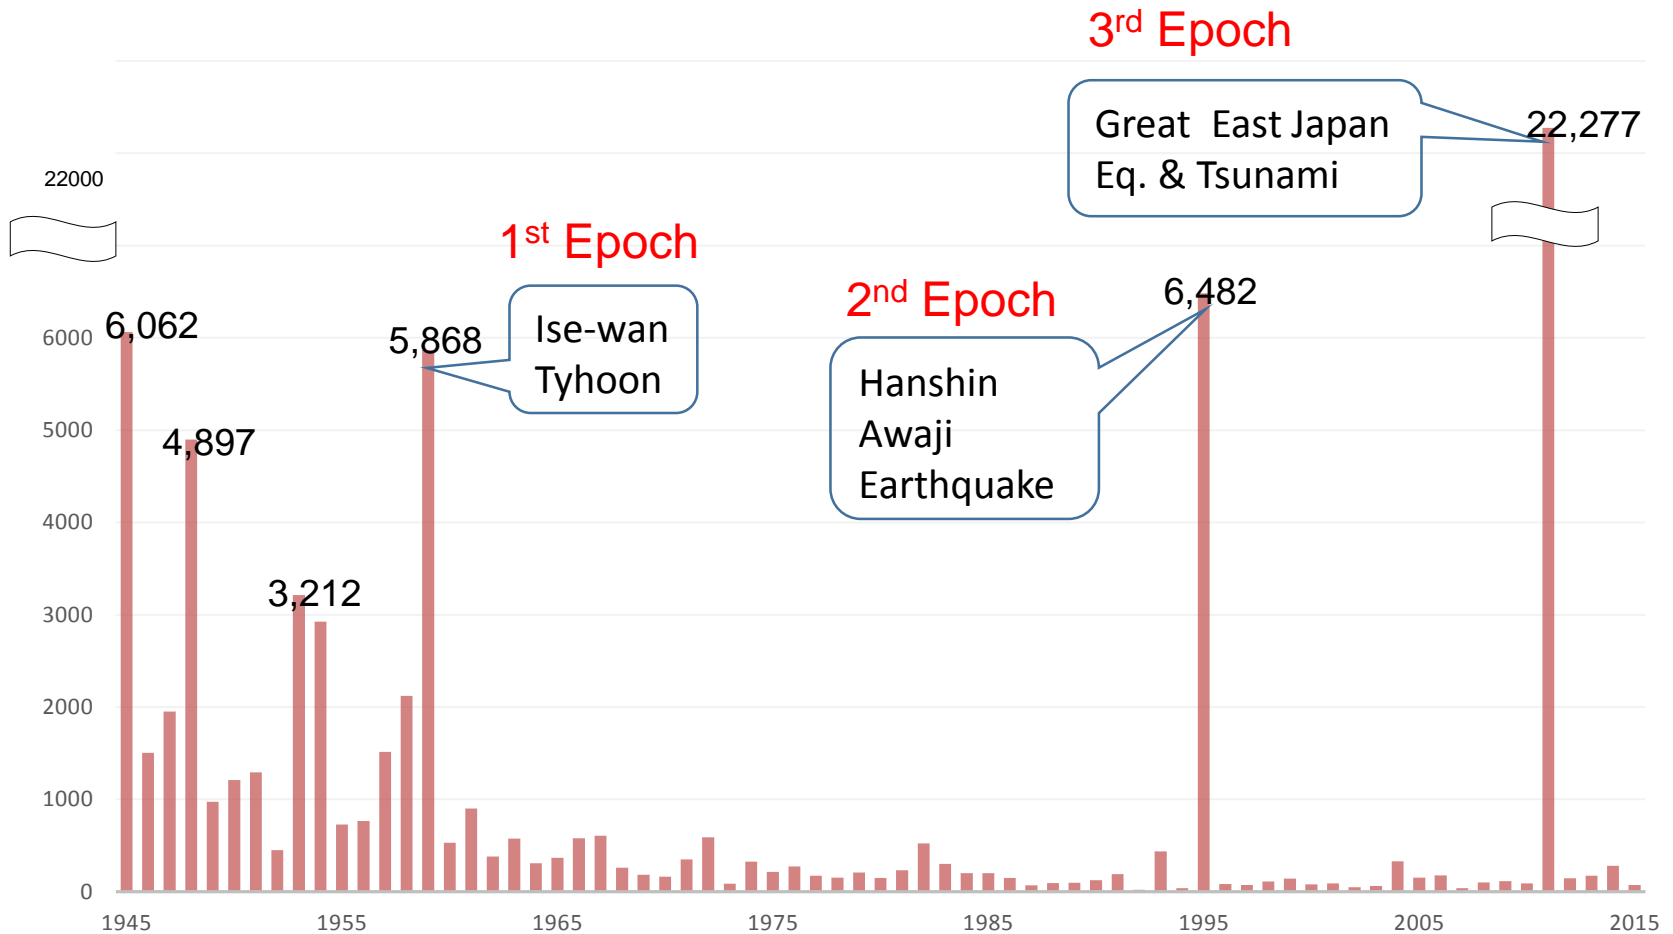 3rd Epoch
Great East Japan
Eq. & Tsunami
22,277
22000
1st Epoch
Ise-wan
Tyhoon
2nd Epoch
6,482
Hanshin
Awaji
Earthquake
6,062
5,868
4,897
3,212
6000
5000
4000
3000
2000
1000
0
1945 1955 1965 1975 1985 1995 2005 2015